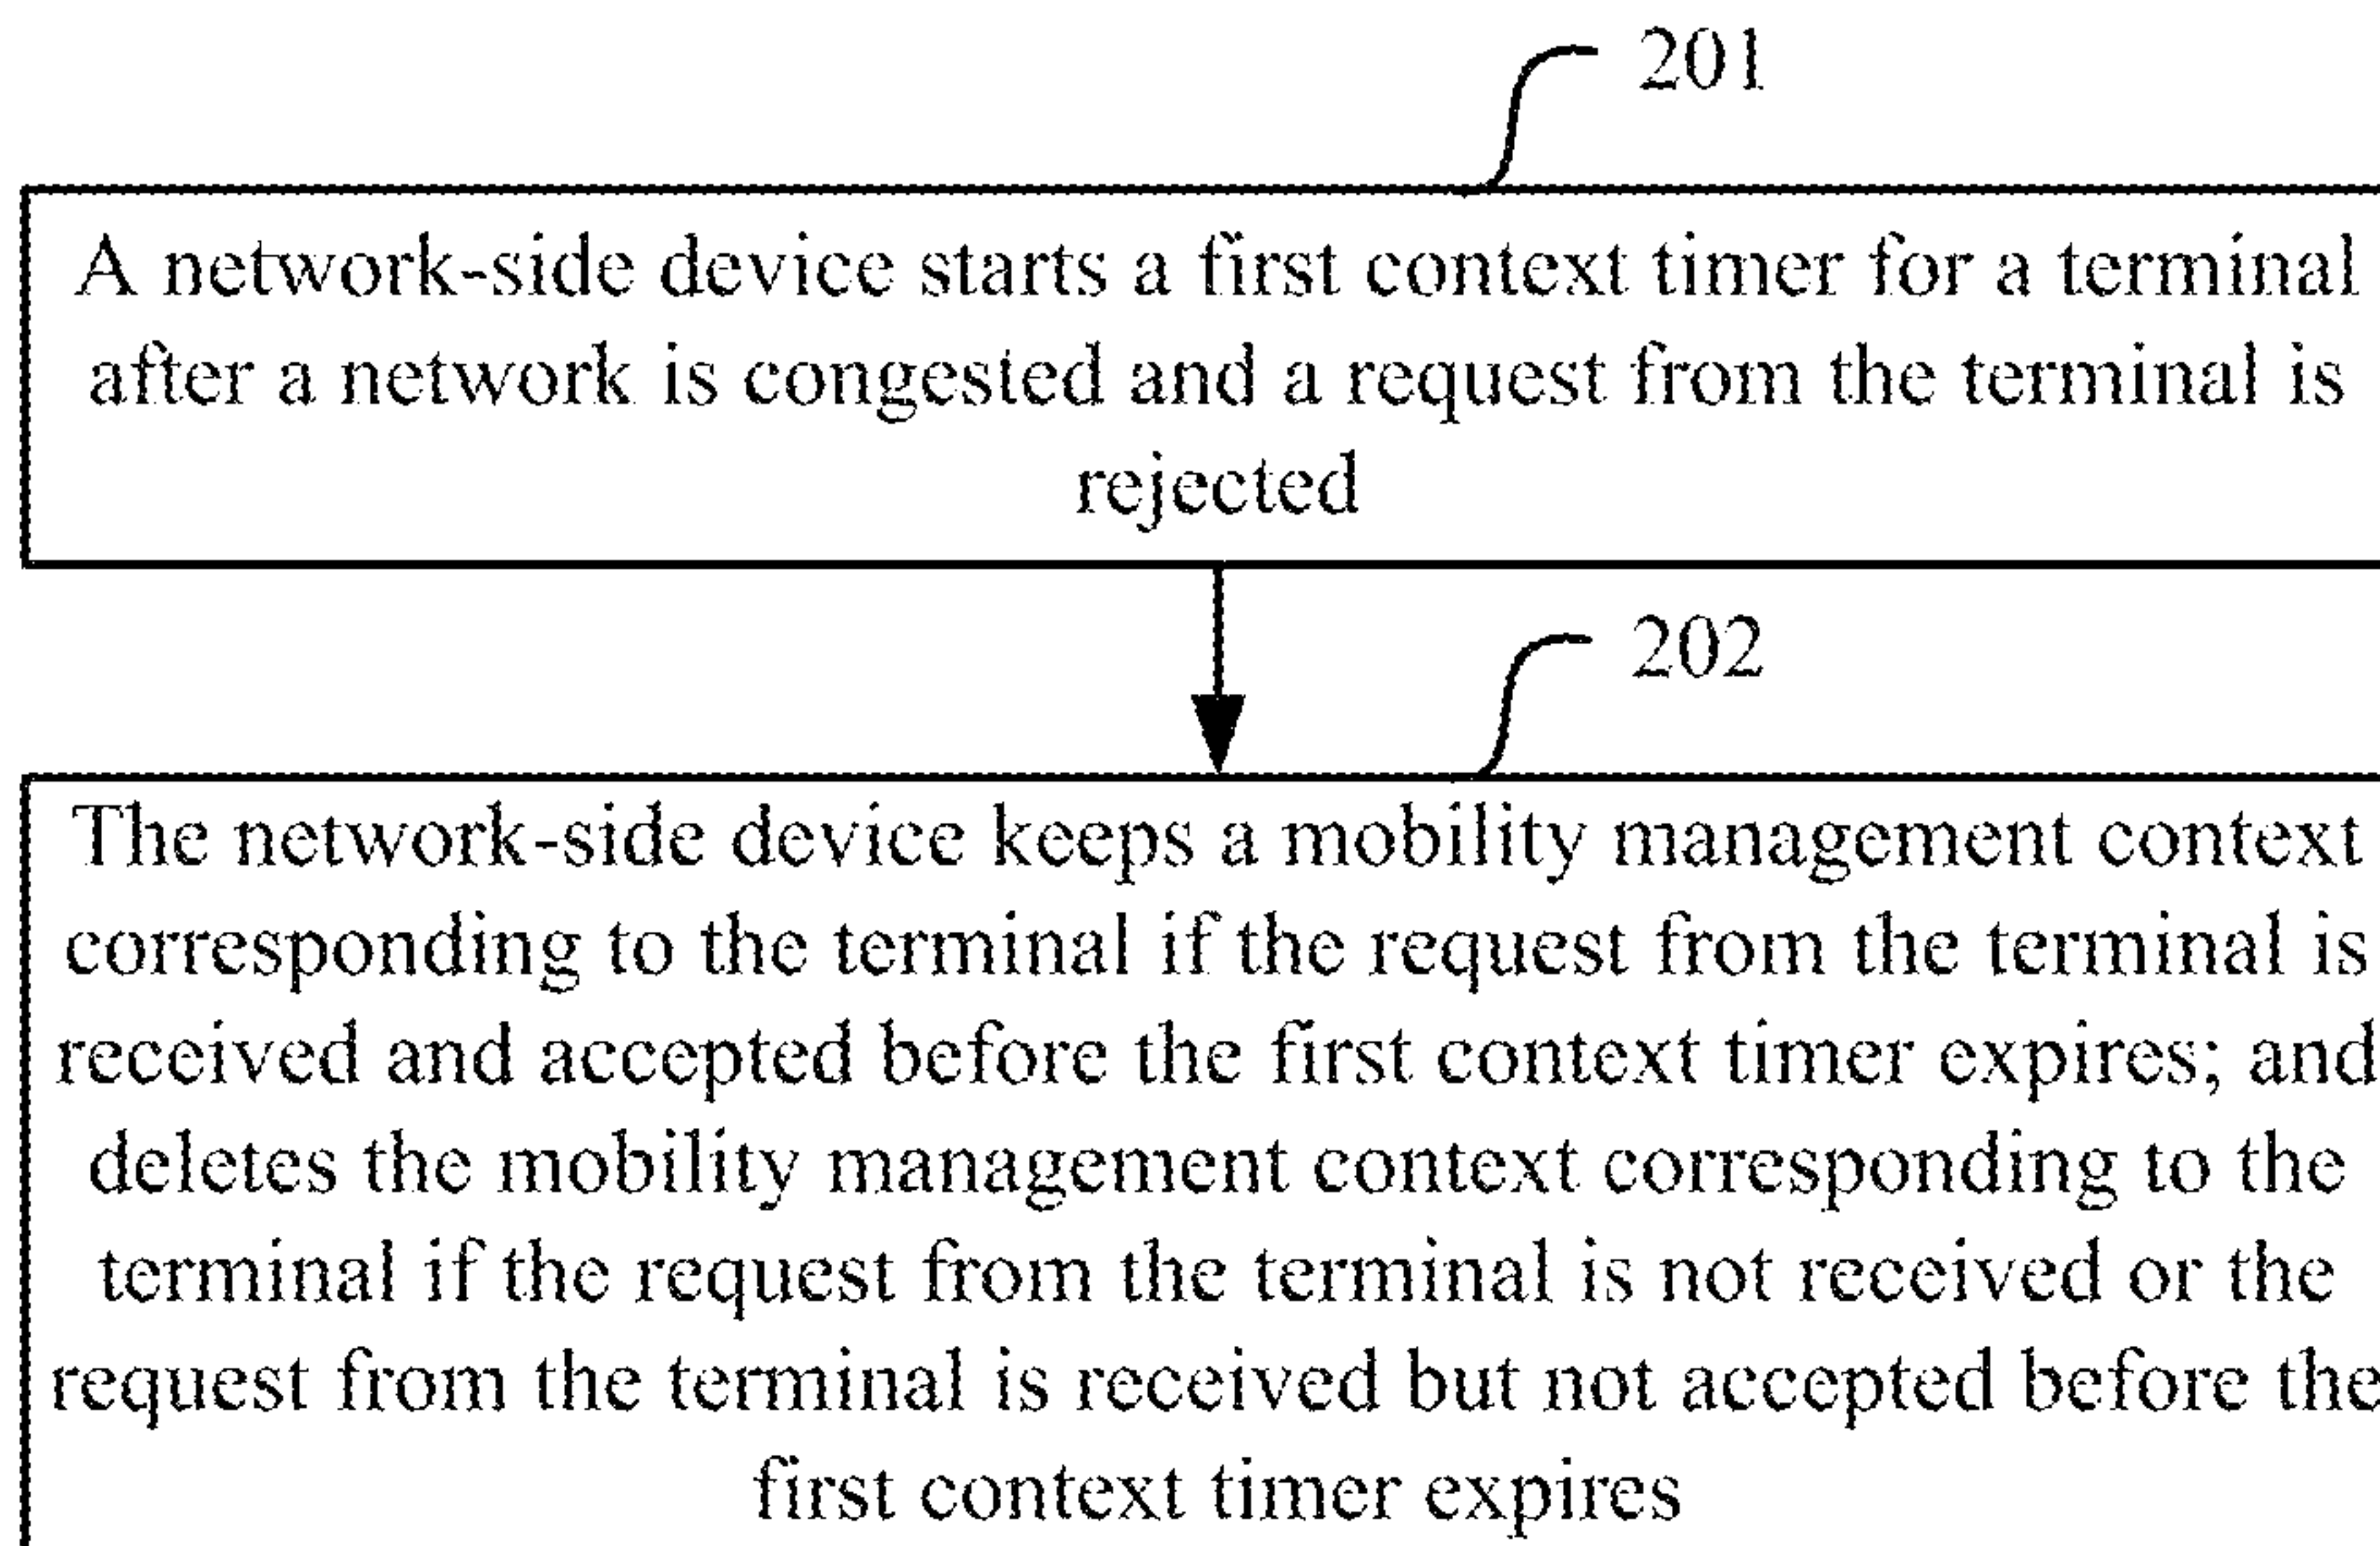 201
A network-side device starts a first context timer for a terminal
after a network is congested and a request from the terminal is
rejected
202
The network-side device keeps a mobility management context
corresponding to the terminal if the request from the terminal is
received and accepted before the first context timer expires; and
deletes the mobility management context corresponding to the
terminal if the request from the terminal is not received or the
request from the terminal is received but not accepted before the
first context timer expires